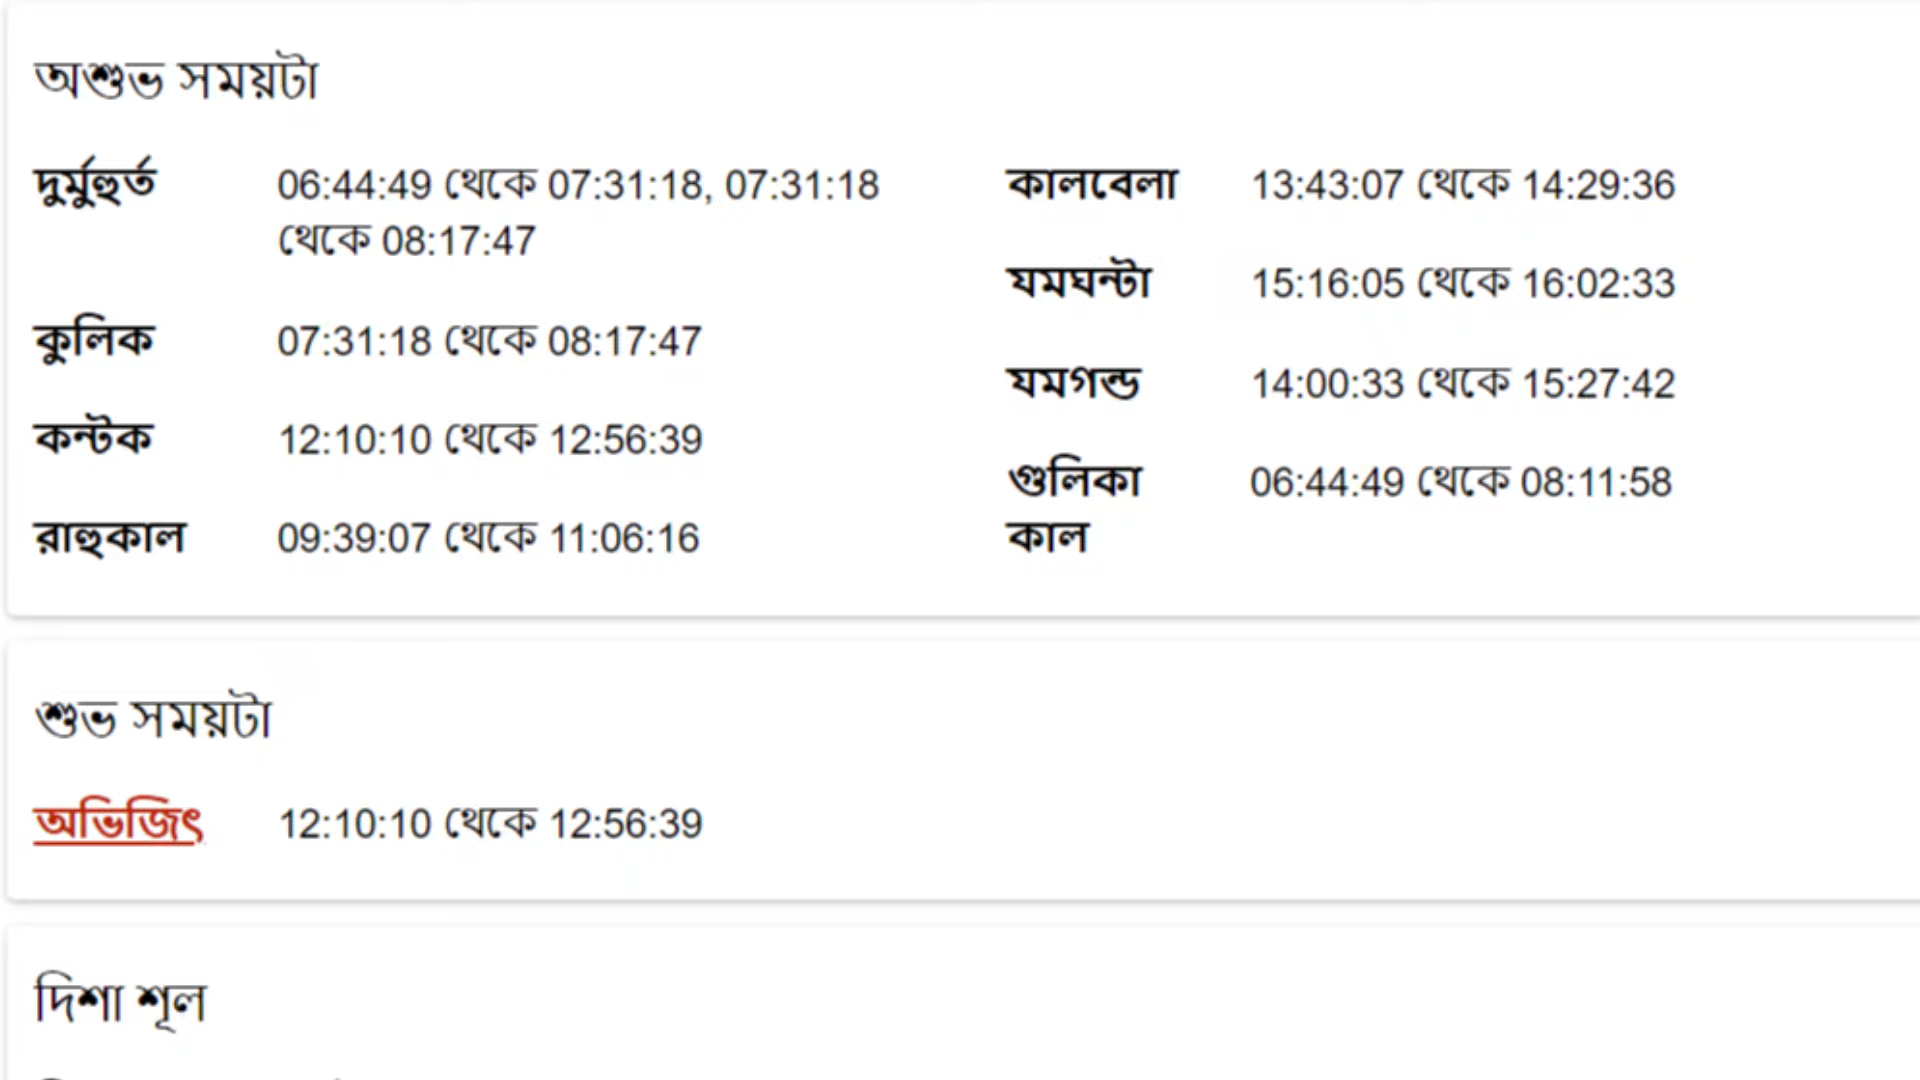 অশুভ সময়টা
দুর্মুহুর্ত 06:44:49 থেকে 07:31:18, 07:31:18
থেকে 08:17:47
কুলিক 07:31:18 থেকে 08:17:47
কন্টক 12:10:10 থেকে 12:56:39
রাহুকাল 09:39:07 থেকে 11:06:16
কালবেলা 13:43:07 থেকে 14:29:36
যমঘন্টা 15:16:05 থেকে 16:02:33
যমগন্ড 14:00:33 থেকে 15:27:42
গুলিকা 06:44:49 থেকে 08:11:58
কাল
শুভ সময়টা
অভিজিৎ 12:10:10 থেকে 12:56:39
দিশা শূল